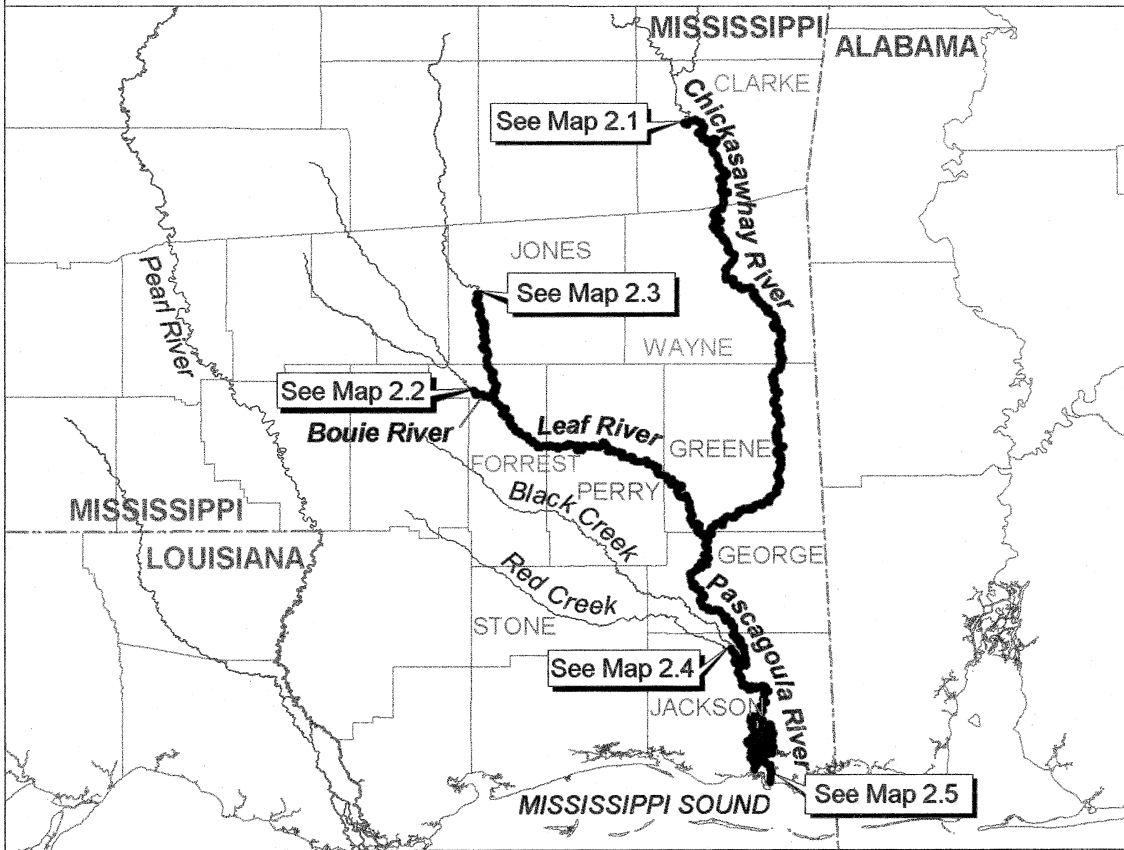 MISSISSIPPI
ALABAMA
CLARKE
See Map 2.1
Chickasawhay River
JONES
Pearl River
See Map 2.3
WAYNE
See Map 2.2
Bouie River
Leaf River
GREENE
FORREST
PERRY
Black Creek
MISSISSIPPI
LOUISIANA
GEORGE
Red Creek
Pascagoula River
STONE
See Map 2.4
JACKSON
See Map 2.5
MISSISSIPPI SOUND